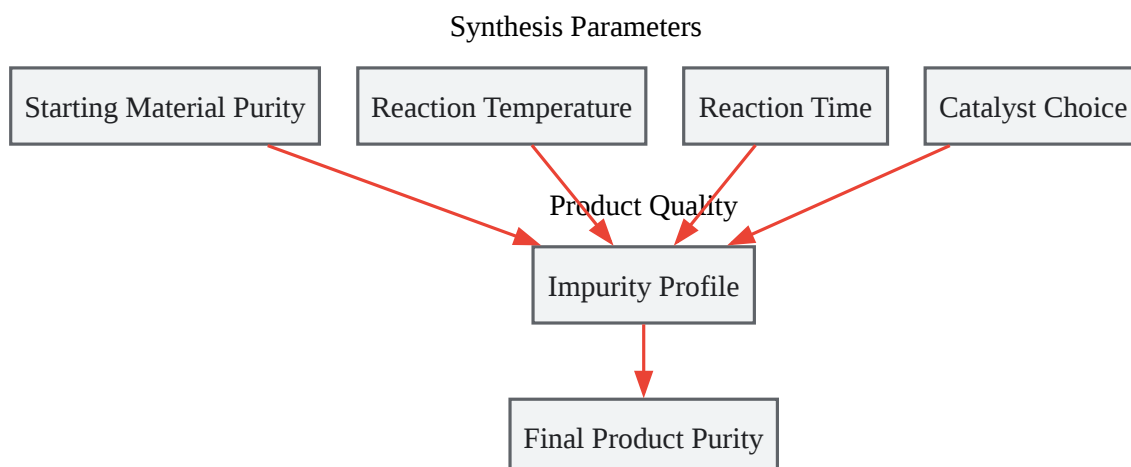 Synthesis Parameters
Starting Material Purity
Reaction Temperature
Reaction Time
Catalyst Choice
Product Quality
Impurity Profile
Final Product Purity